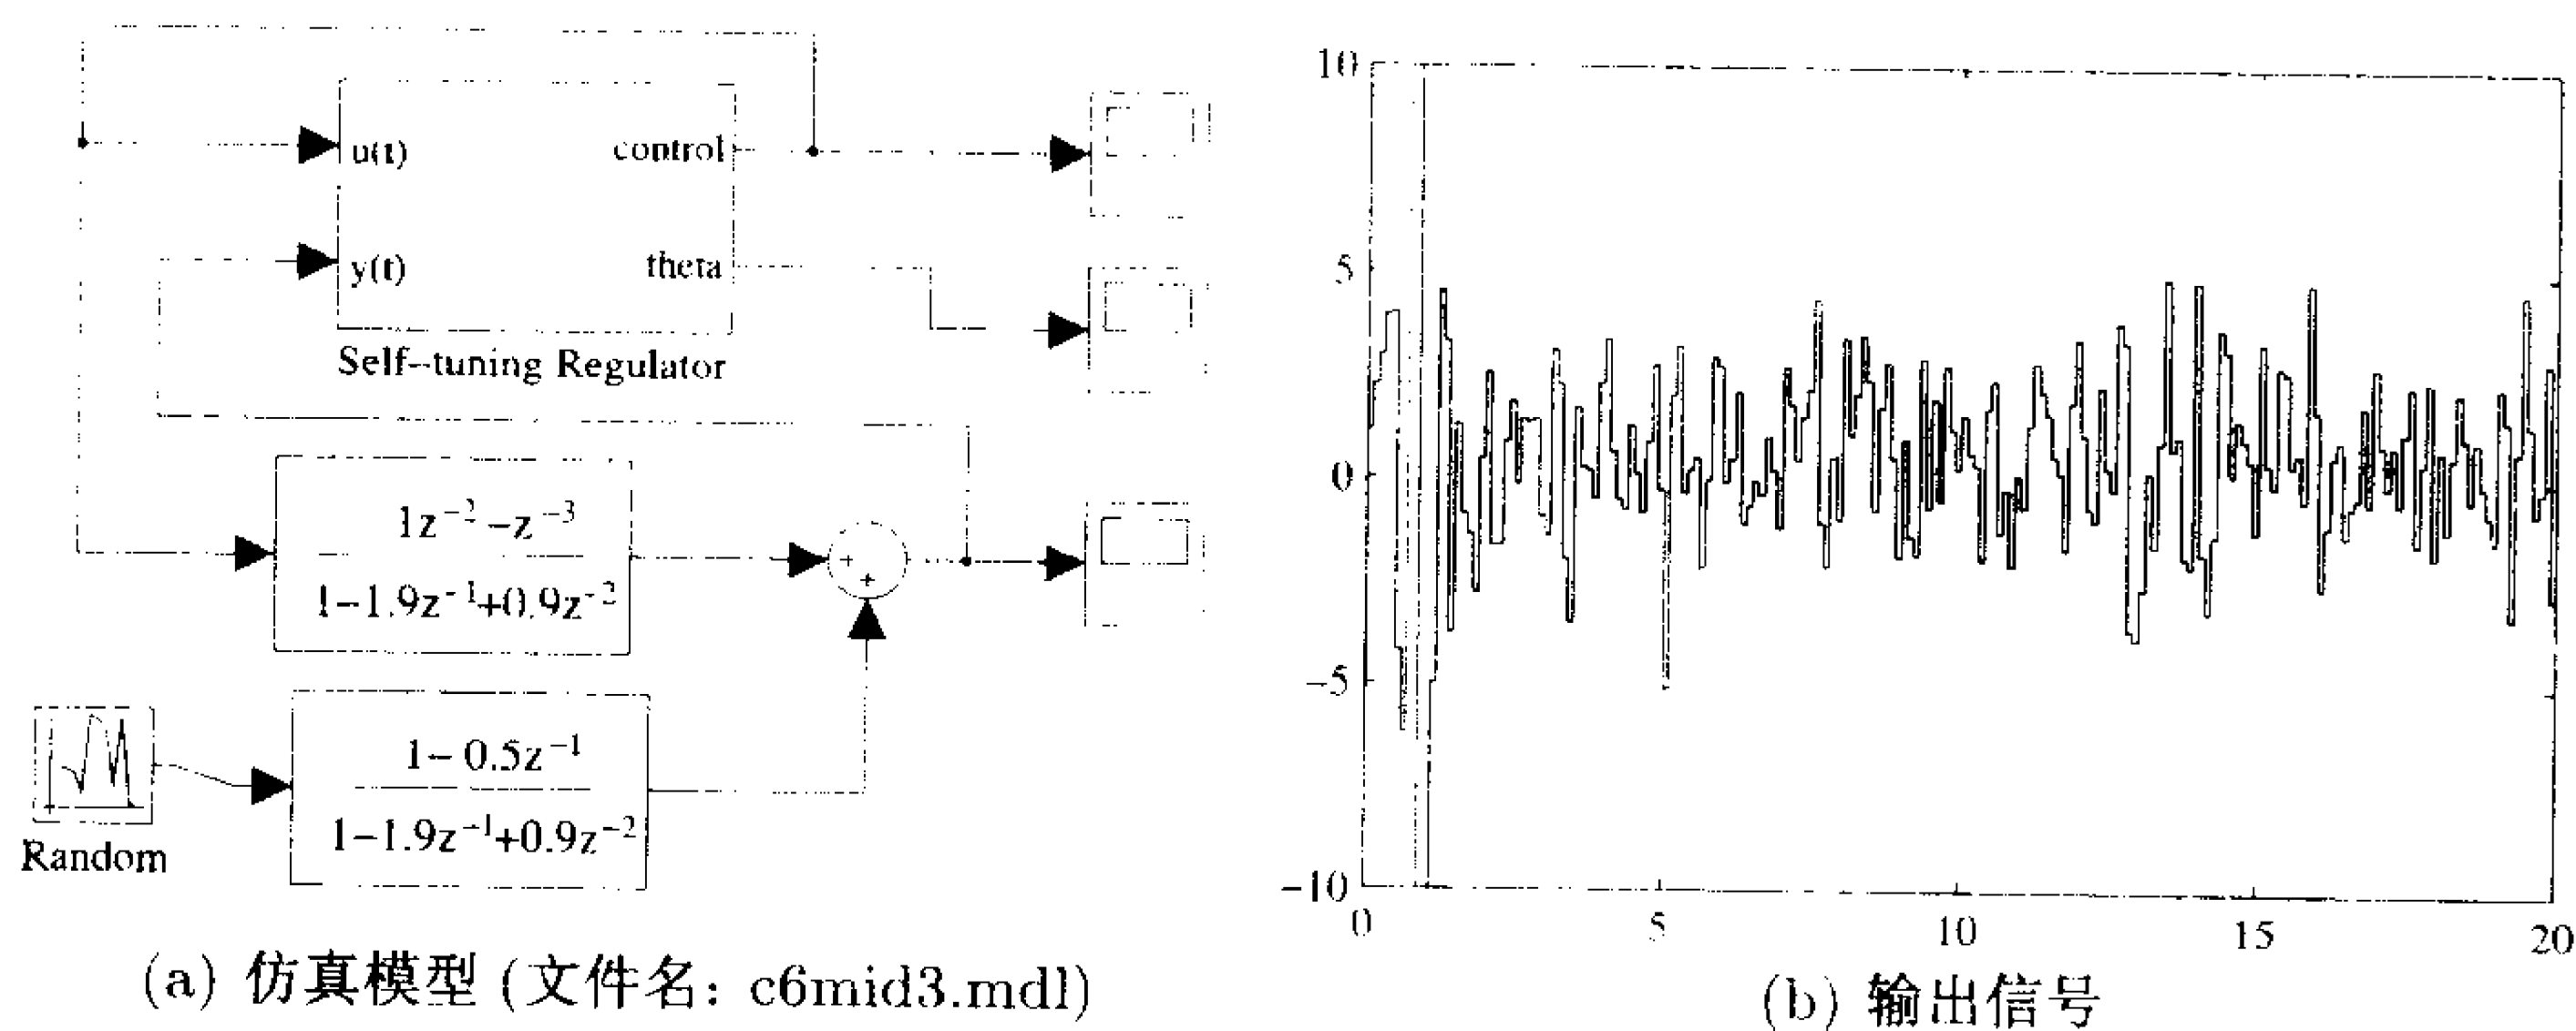 u(t)
control
y(t)
theta
Self-tuning Regulator
1z⁻²-z⁻³
1-1.9z⁻¹+0.9z⁻²
1-0.5z⁻¹
1-1.9z⁻¹+0.9z⁻²
+
+
Random
(a) 仿真模型 (文件名: c6mid3.mdl)
10
5
0
-5
-10
0
5
10
15
20
(b) 输出信号